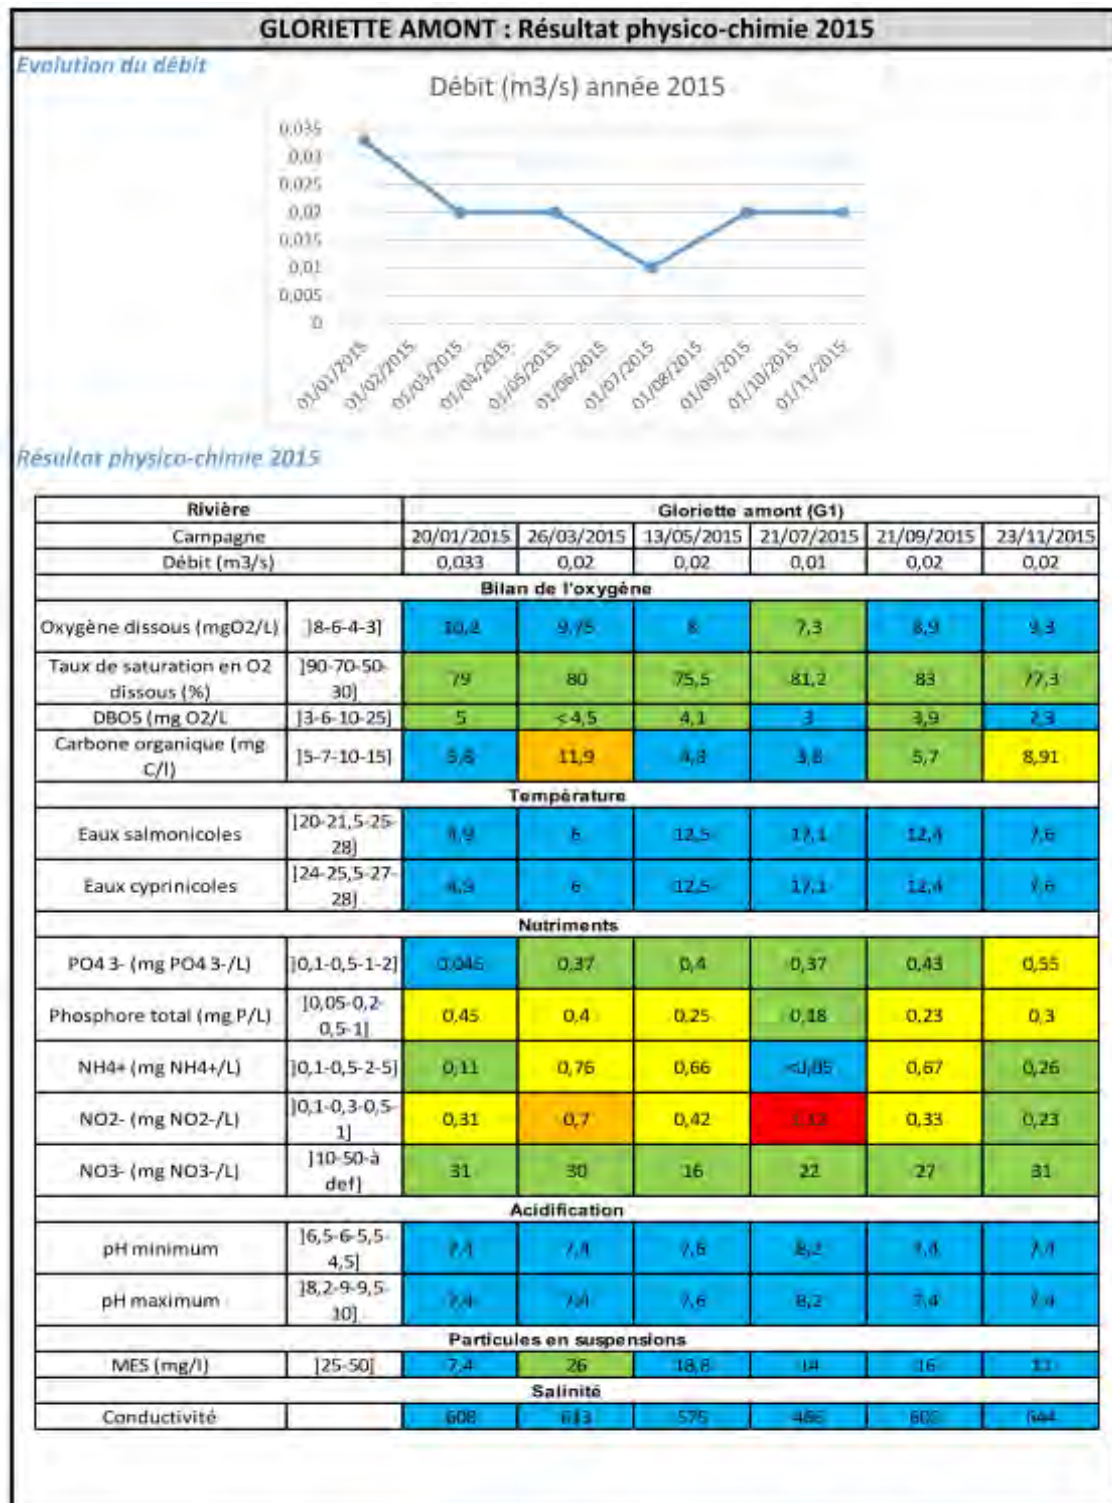 GLORIETTE AMONT : Résultat physico-chimie 2015
Evolution du débit
Débit (m3/s) année 2015
0,035
0,03
0,025
0,02
0,015
0,01
0,005
0
01/01/2015 01/02/2015 01/03/2015 01/04/2015 01/05/2015 01/06/2015 01/07/2015 01/08/2015 01/09/2015 01/10/2015 01/11/2015
Résultat physico-chimie 2015
Rivière Gloriette amont (G1)
Campagne 20/01/2015 26/03/2015 13/05/2015 21/07/2015 21/09/2015 23/11/2015
Débit (m3/s) 0,033 0,02 0,02 0,01 0,02 0,02
Bilan de l'oxygène
Oxygène dissous (mgO2/L) ]8-6-4-3] 10,2 9,75 8 7,3 8,9 9,3
Taux de saturation en O2 ]90-70-50-
dissous (%) 30] 79 80 75,5 81,2 83 77,3
DBO5 (mg O2/L ]3-6-10-25] 5 <4,5 4,1 3 3,9 2,3
Carbone organique (mg
C/l) ]5-7-10-15] 11,9 4,8 3,8 5,7 8,91
Température
Eaux salmonicoles ]20-21,5-25-
28] 4,9 6 12,5 17,1 12,4 7,6
Eaux cyprinicoles ]24-25,5-27-
28] 4,9 6 12,5 17,1 12,4 7,6
Nutriments
PO4 3- (mg PO4 3-/L) ]0,1-0,5-1-2] 0,37 0,4 0,37 0,43 0,55
Phosphore total (mg P/L) ]0,05-0,2-
0,5-1] 0,45 0,4 0,25 0,18 0,23 0,3
NH4+ (mg NH4+/L) ]0,1-0,5-2-5] 0,11 0,76 0,66 <0,05 0,67 0,26
NO2- (mg NO2-/L) ]0,1-0,3-0,5-
1] 0,31 0,7 0,42 0,33 0,23
NO3- (mg NO3-/L) ]10-50-à
def] 31 30 16 22 27 31
Acidification
pH minimum ]6,5-6-5,5-
4,5] 7,4 7,4 7,6 8,2 7,4 7,4
pH maximum ]8,2-9-9,5-
10] 7,4 7,4 7,6 8,2 7,4 7,4
Particules en suspensions
MES (mg/l) ]25-50] 7,4 26 18,8 14 16 11
Salinité
Conductivité 608 613 575 644